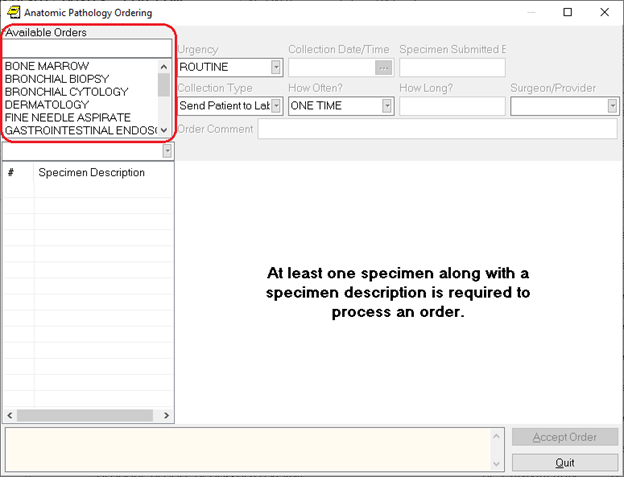 Anatomic Pathology Ordering
Available Orders
BONE MARROW
BRONCHIAL BIOPSY
BRONCHIAL CYTOLOGY
DERMATOLOGY
FINE NEEDLE ASPIRATE
GASTROINTESTINAL ENDOSC
Urgency
Collection Date/Time
Specimen Submitted B
ROUTINE
...
Collection Type
How Often?
How Long?
Surgeon/Provider
Send Patient to Lab
ONE TIME
Order Comment
# Specimen Description
At least one specimen along with a
specimen description is required to
process an order.
Accept Order
Quit